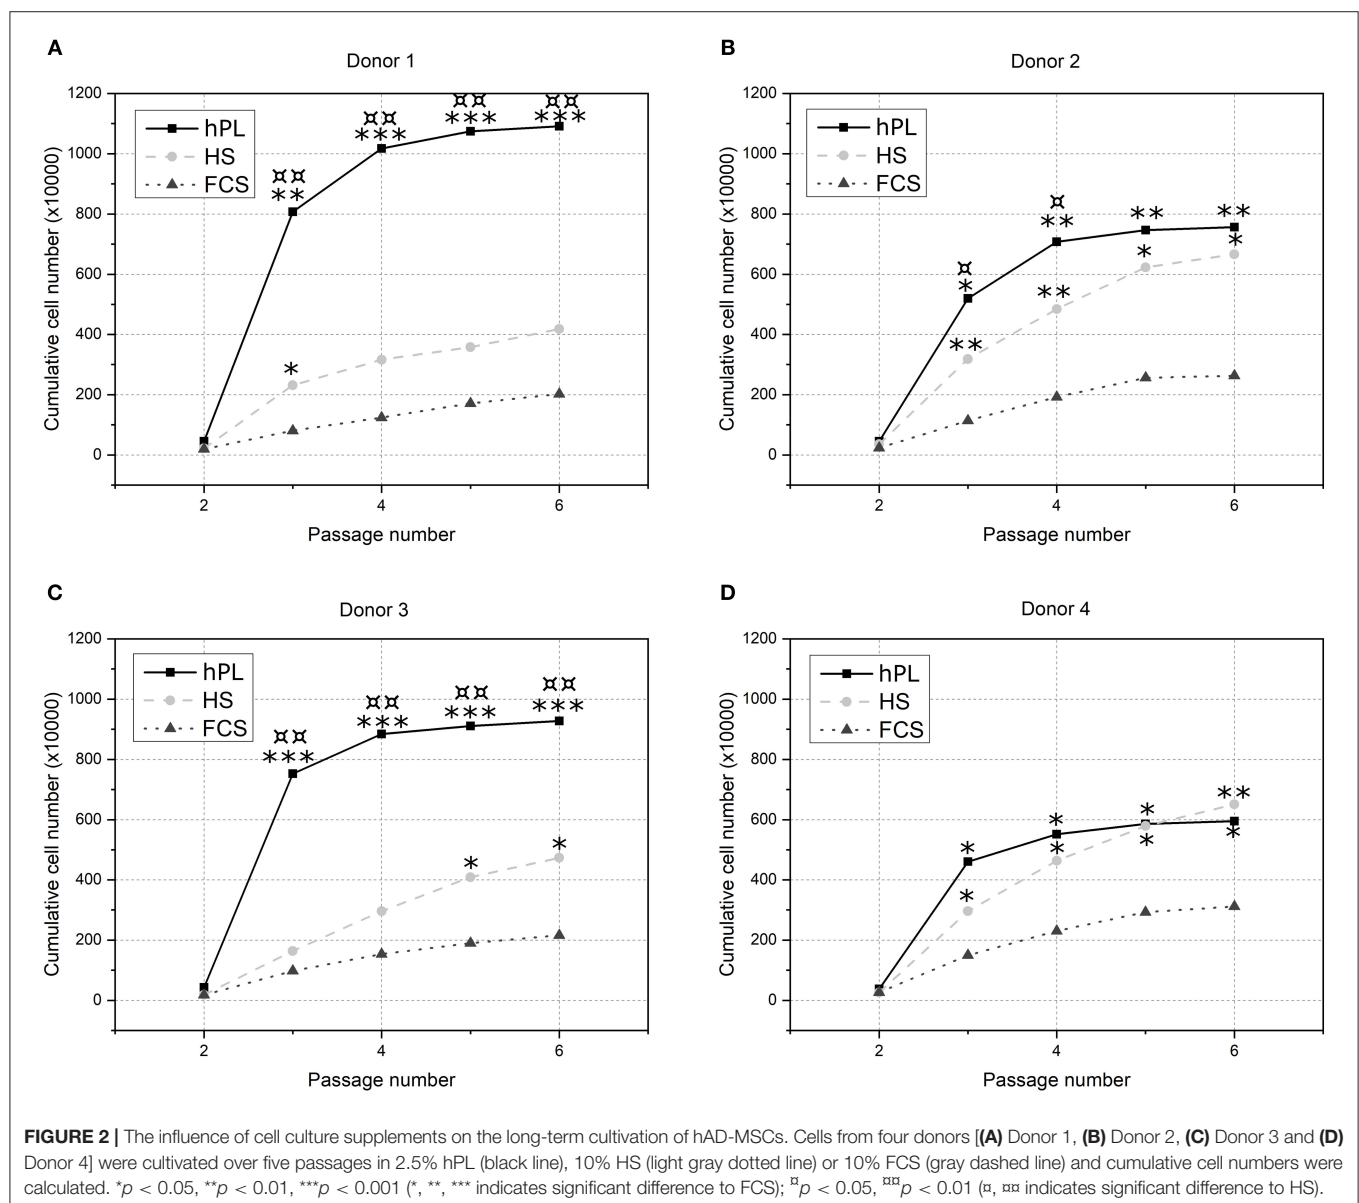 A
Donor 1
Cumulative cell number (x10000)
1200
1000
800
600
400
200
0
hPL
HS
FCS
¤¤
**
¤¤
***
¤¤
***
¤¤
***
*
2
4
6
Passage number
B
Donor 2
Cumulative cell number (x10000)
1200
1000
800
600
400
200
0
hPL
HS
FCS
¤
*
¤
**
**
**
**
**
*
*
2
4
6
Passage number
C
Donor 3
Cumulative cell number (x10000)
1200
1000
800
600
400
200
0
hPL
HS
FCS
¤¤
***
¤¤
***
¤¤
***
¤¤
***
*
*
2
4
6
Passage number
D
Donor 4
Cumulative cell number (x10000)
1200
1000
800
600
400
200
0
hPL
HS
FCS
*
*
*
**
*
*
*
*
2
4
6
Passage number
FIGURE 2 | The influence of cell culture supplements on the long-term cultivation of hAD-MSCs. Cells from four donors [(A) Donor 1, (B) Donor 2, (C) Donor 3 and (D)
Donor 4] were cultivated over five passages in 2.5% hPL (black line), 10% HS (light gray dotted line) or 10% FCS (gray dashed line) and cumulative cell numbers were
calculated. *p < 0.05, **p < 0.01, ***p < 0.001 (*, **, *** indicates significant difference to FCS); ¤p < 0.05, ¤¤p < 0.01 (¤, ¤¤ indicates significant difference to HS).